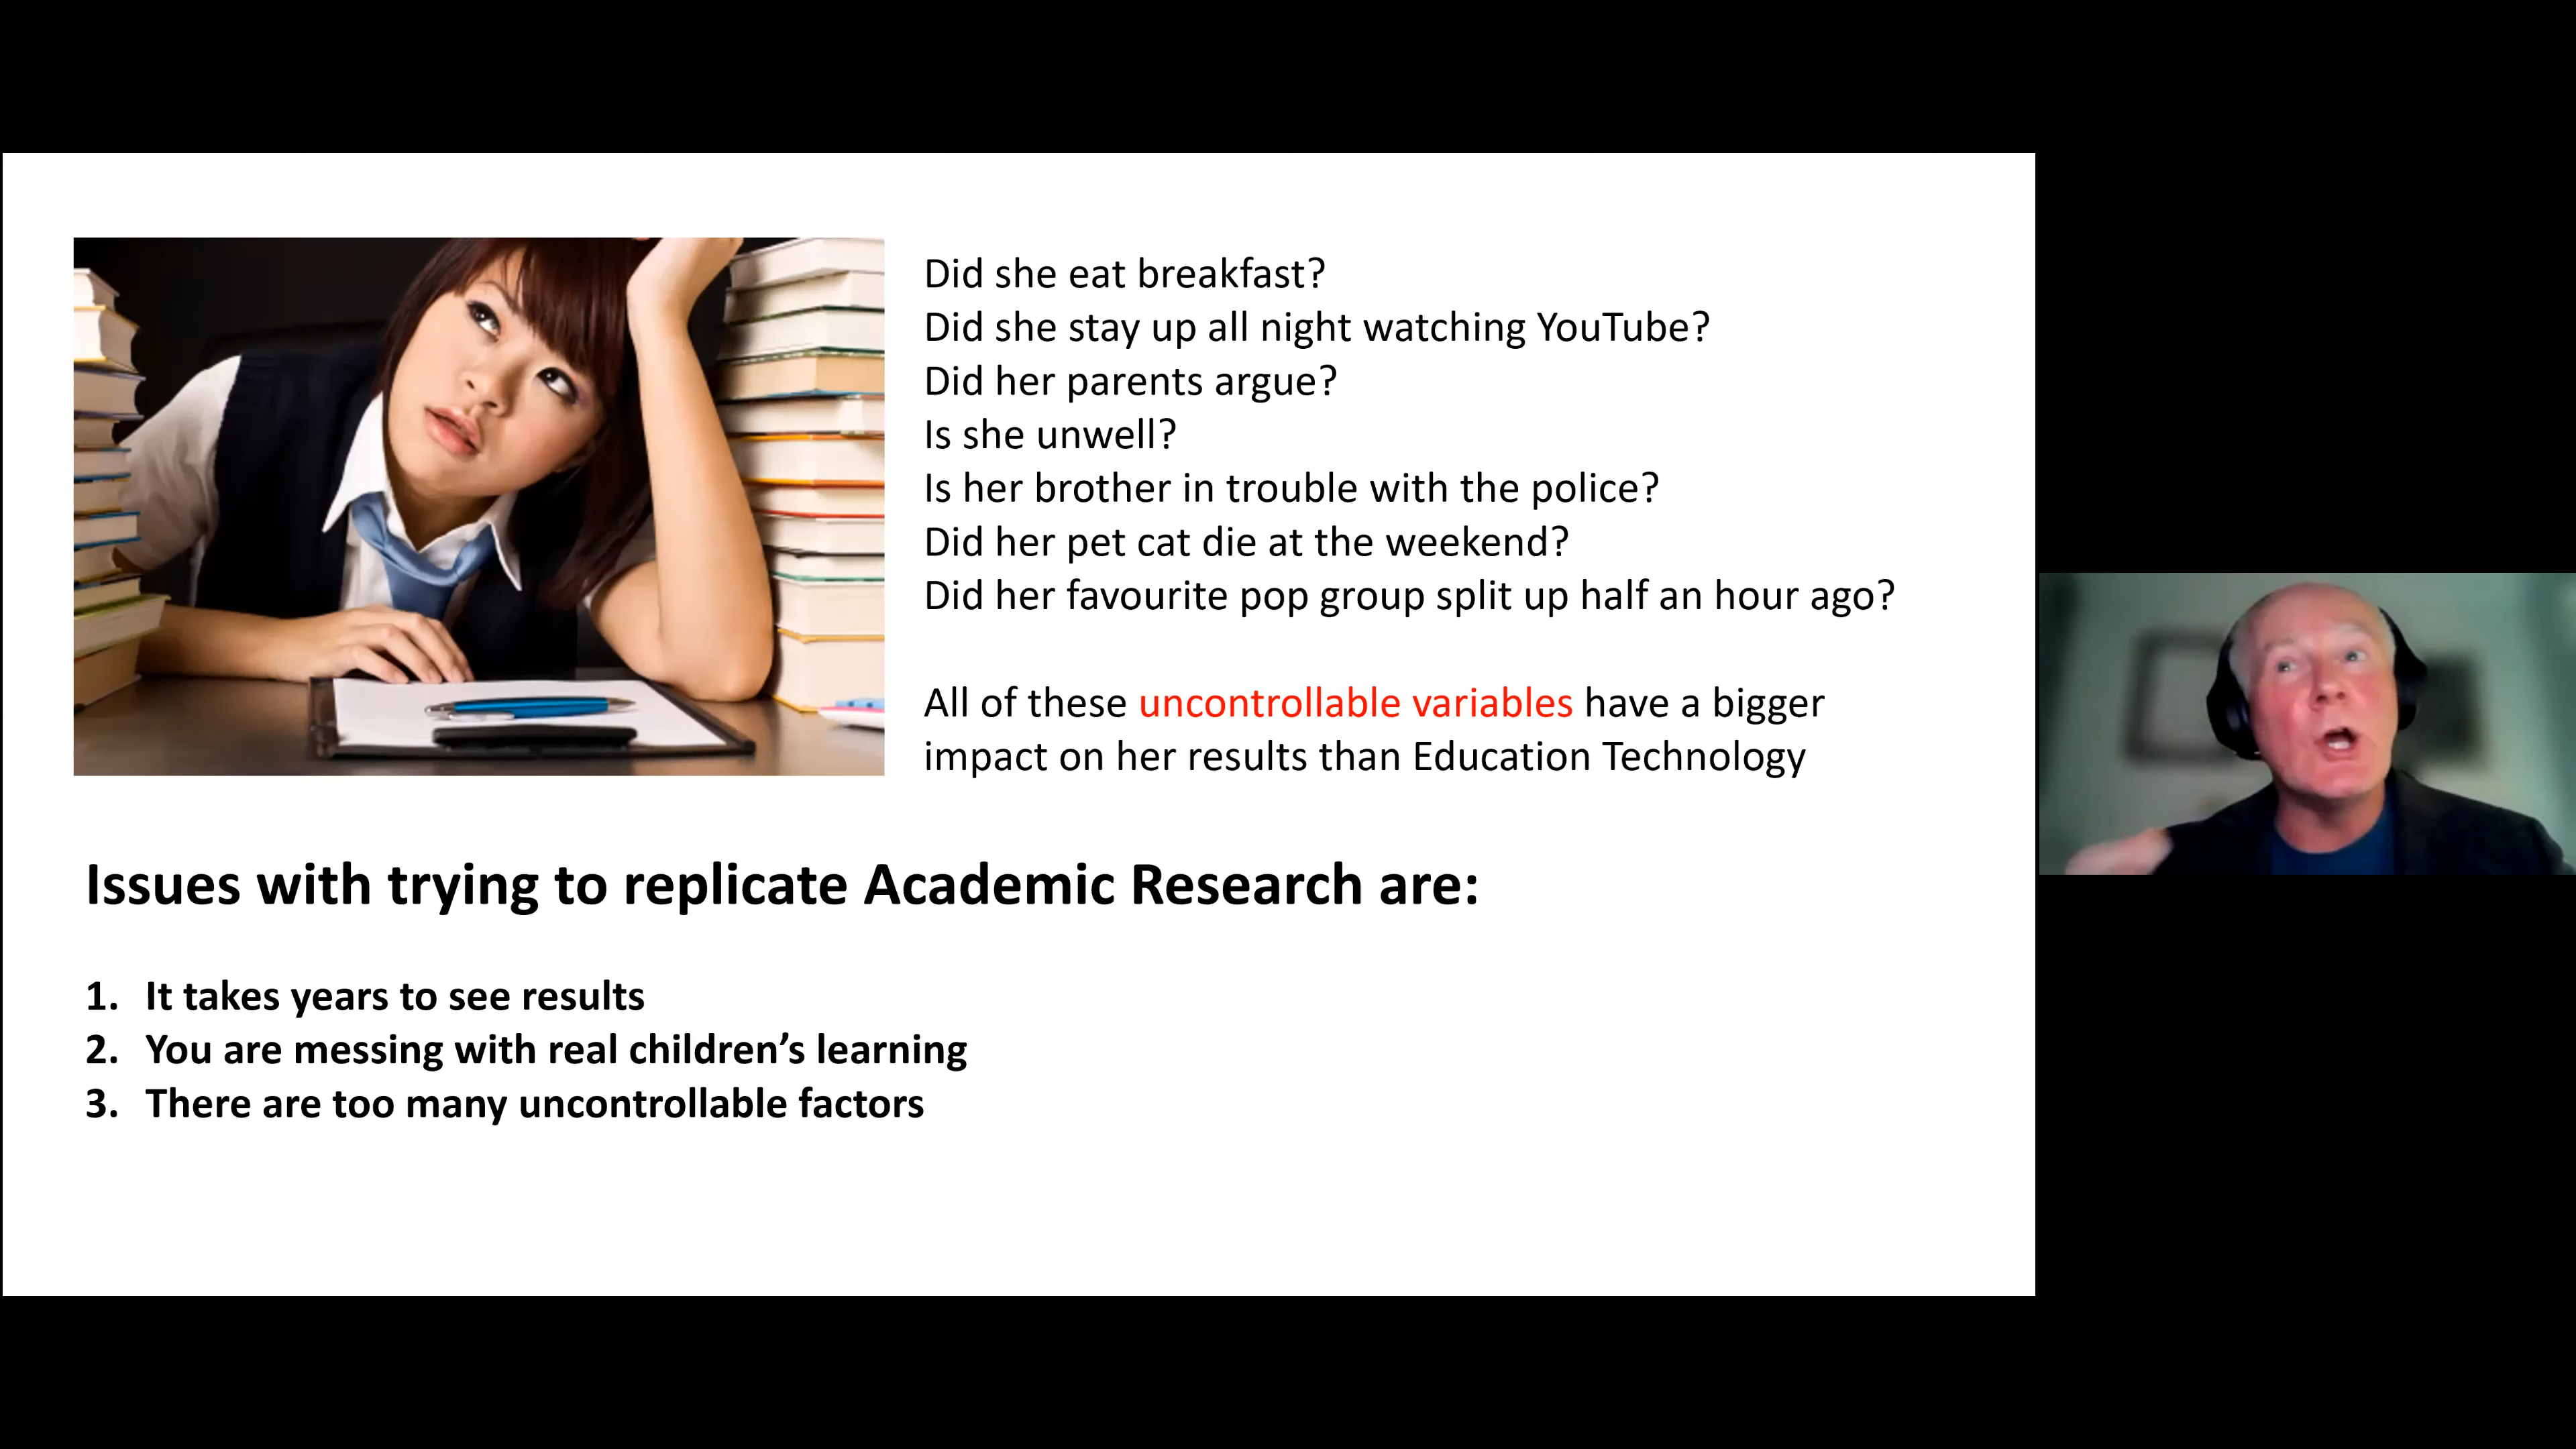 Did she eat breakfast?
Did she stay up all night watching YouTube?
Did her parents argue?
Is she unwell?
Is her brother in trouble with the police?
Did her pet cat die at the weekend?
Did her favourite pop group split up half an hour ago?
All of these uncontrollable variables have a bigger
impact on her results than Education Technology
Issues with trying to replicate Academic Research are:
1. It takes years to see results
2. You are messing with real children’s learning
3. There are too many uncontrollable factors